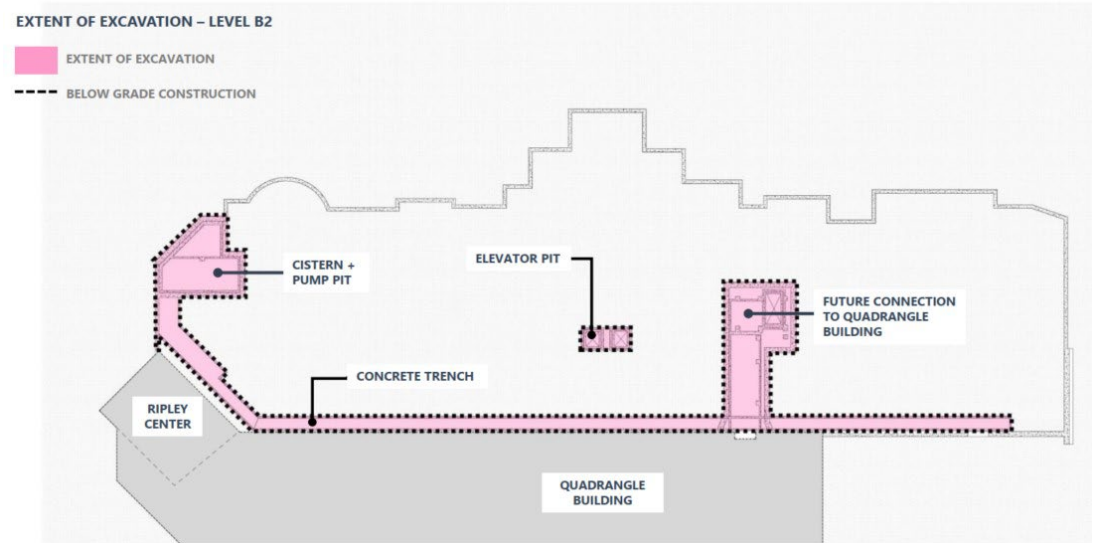 EXTENT OF EXCAVATION – LEVEL B2
EXTENT OF EXCAVATION
BELOW GRADE CONSTRUCTION
CISTERN +
PUMP PIT
ELEVATOR PIT
FUTURE CONNECTION
TO QUADRANGLE
BUILDING
CONCRETE TRENCH
RIPLEY
CENTER
QUADRANGLE
BUILDING